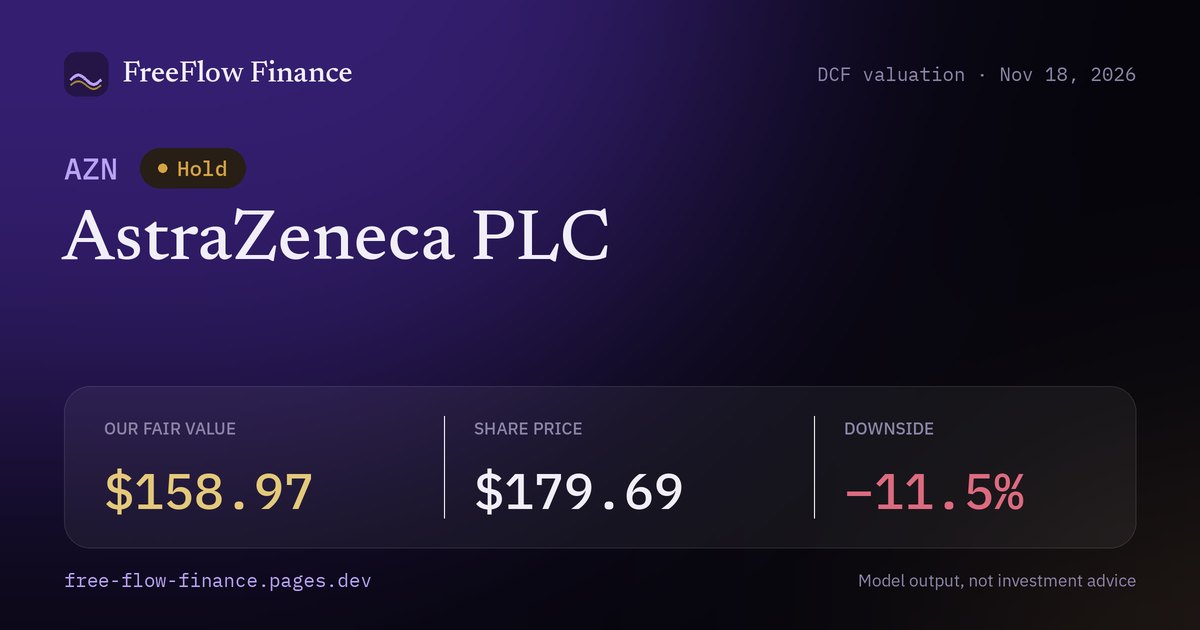 FreeFlow Finance
DCF valuation · Nov 18, 2026
AZN
Hold
AstraZeneca PLC
OUR FAIR VALUE
$158.97
SHARE PRICE
$179.69
DOWNSIDE
−11.5%
free-flow-finance.pages.dev
Model output, not investment advice